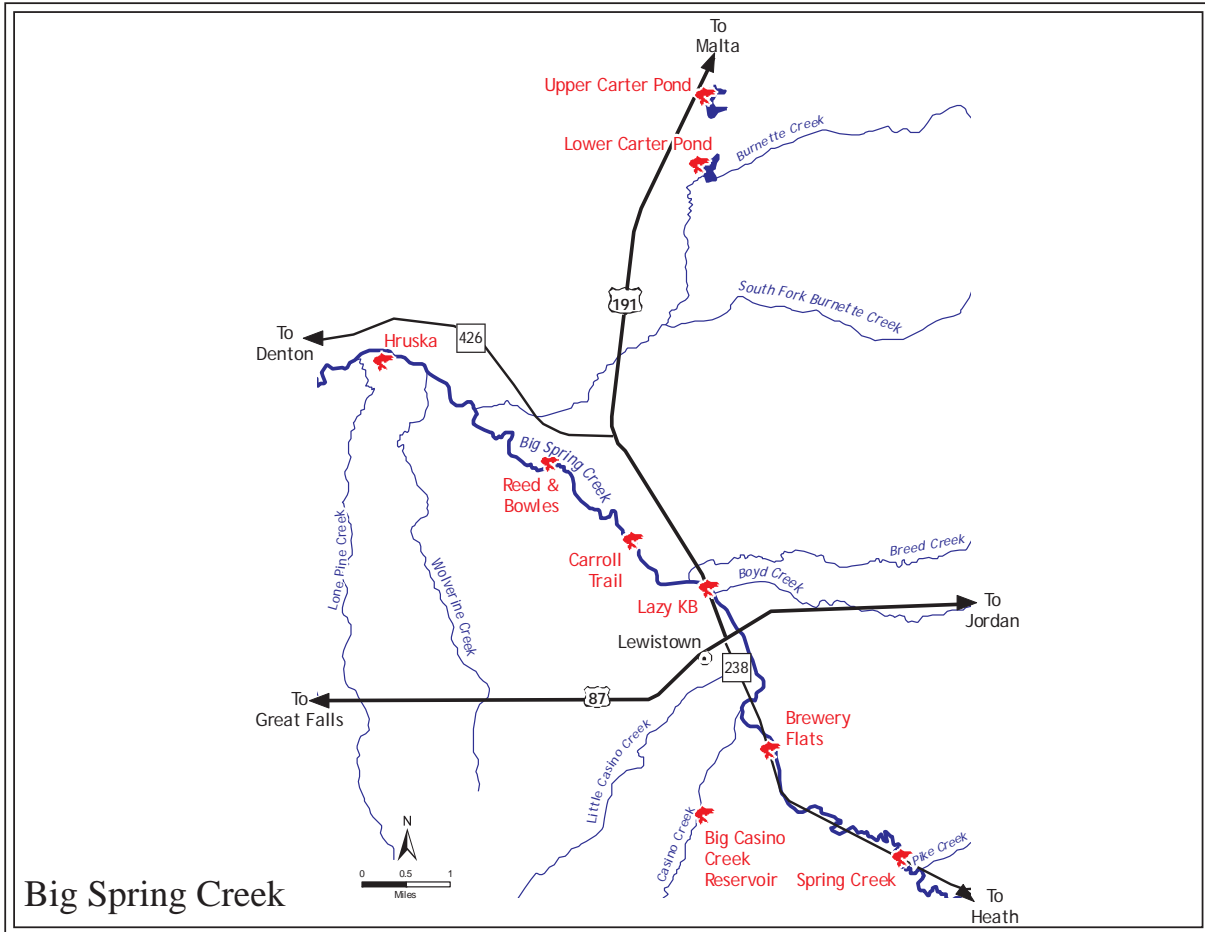 To
Malta
Upper Carter Pond
Lower Carter Pond
Burnette Creek
191
South Fork Burnette Creek
To
Denton
426
Hruska
Big Spring Creek
Reed &
Bowles
Lone Pine Creek
Wolverine Creek
Carroll
Trail
Breed Creek
Boyd Creek
Lazy KB
To
Jordan
Lewistown
238
To
Great Falls
87
Brewery
Flats
Little Casino Creek
Casino Creek
Big Casino
Creek
Reservoir
Spring Creek
Pike Creek
N
0 0.5 1
Miles
To
Heath
Big Spring Creek